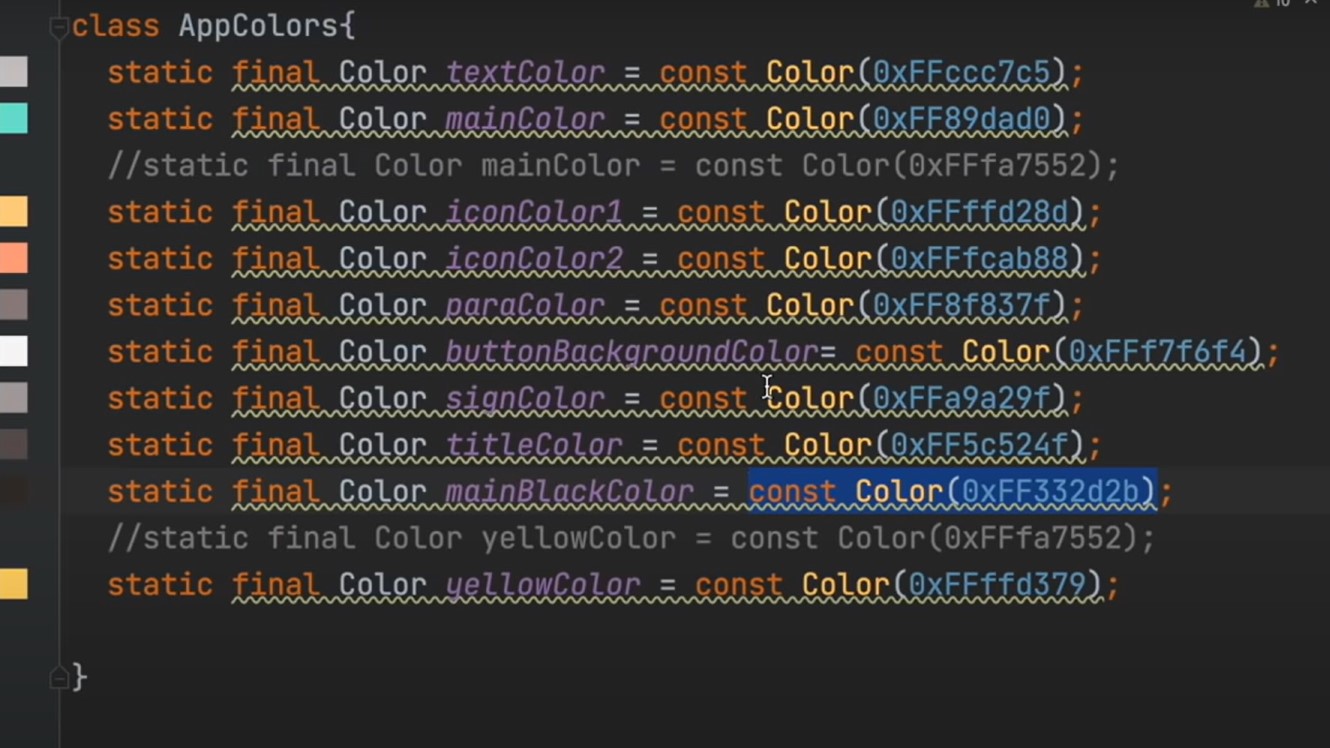 class AppColors{
static final Color textColor = const Color(0xFFccc7c5);
static final Color mainColor = const Color(0xFF89dad0);
//static final Color mainColor = const Color(0xFFfa7552);
static final Color iconColor1 = const Color(0xFFffd28d);
static final Color iconColor2 = const Color(0xFFfcab88);
static final Color paraColor = const Color(0xFF8f837f);
static final Color buttonBackgroundColor= const Color(0xFFf7f6f4);
static final Color signColor = const Color(0xFFa9a29f);
static final Color titleColor = const Color(0xFF5c524f);
static final Color mainBlackColor = const Color(0xFF332d2b);
//static final Color yellowColor = const Color(0xFFfa7552);
static final Color yellowColor = const Color(0xFFffd379);
}